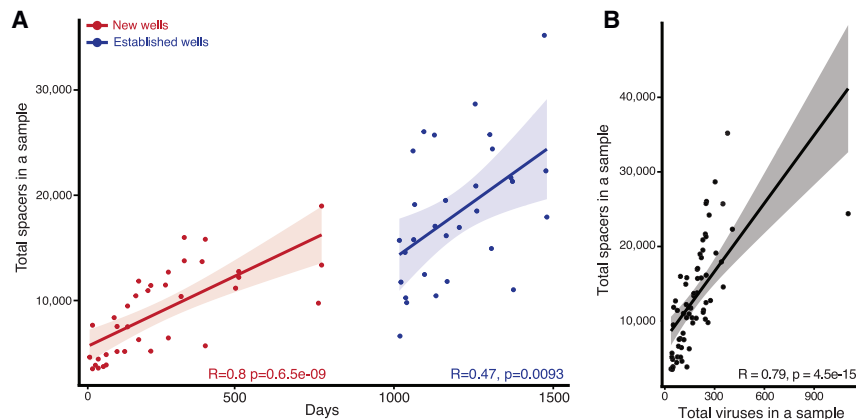 A
New wells
Established wells
Total spacers in a sample
30,000
20,000
10,000
0
500
1000
1500
Days
R=0.8 p=0.6.5e-09
R=0.47, p=0.0093
B
Total spacers in a sample
40,000
30,000
20,000
10,000
0
300
600
900
Total viruses in a sample
R = 0.79, p = 4.5e-15